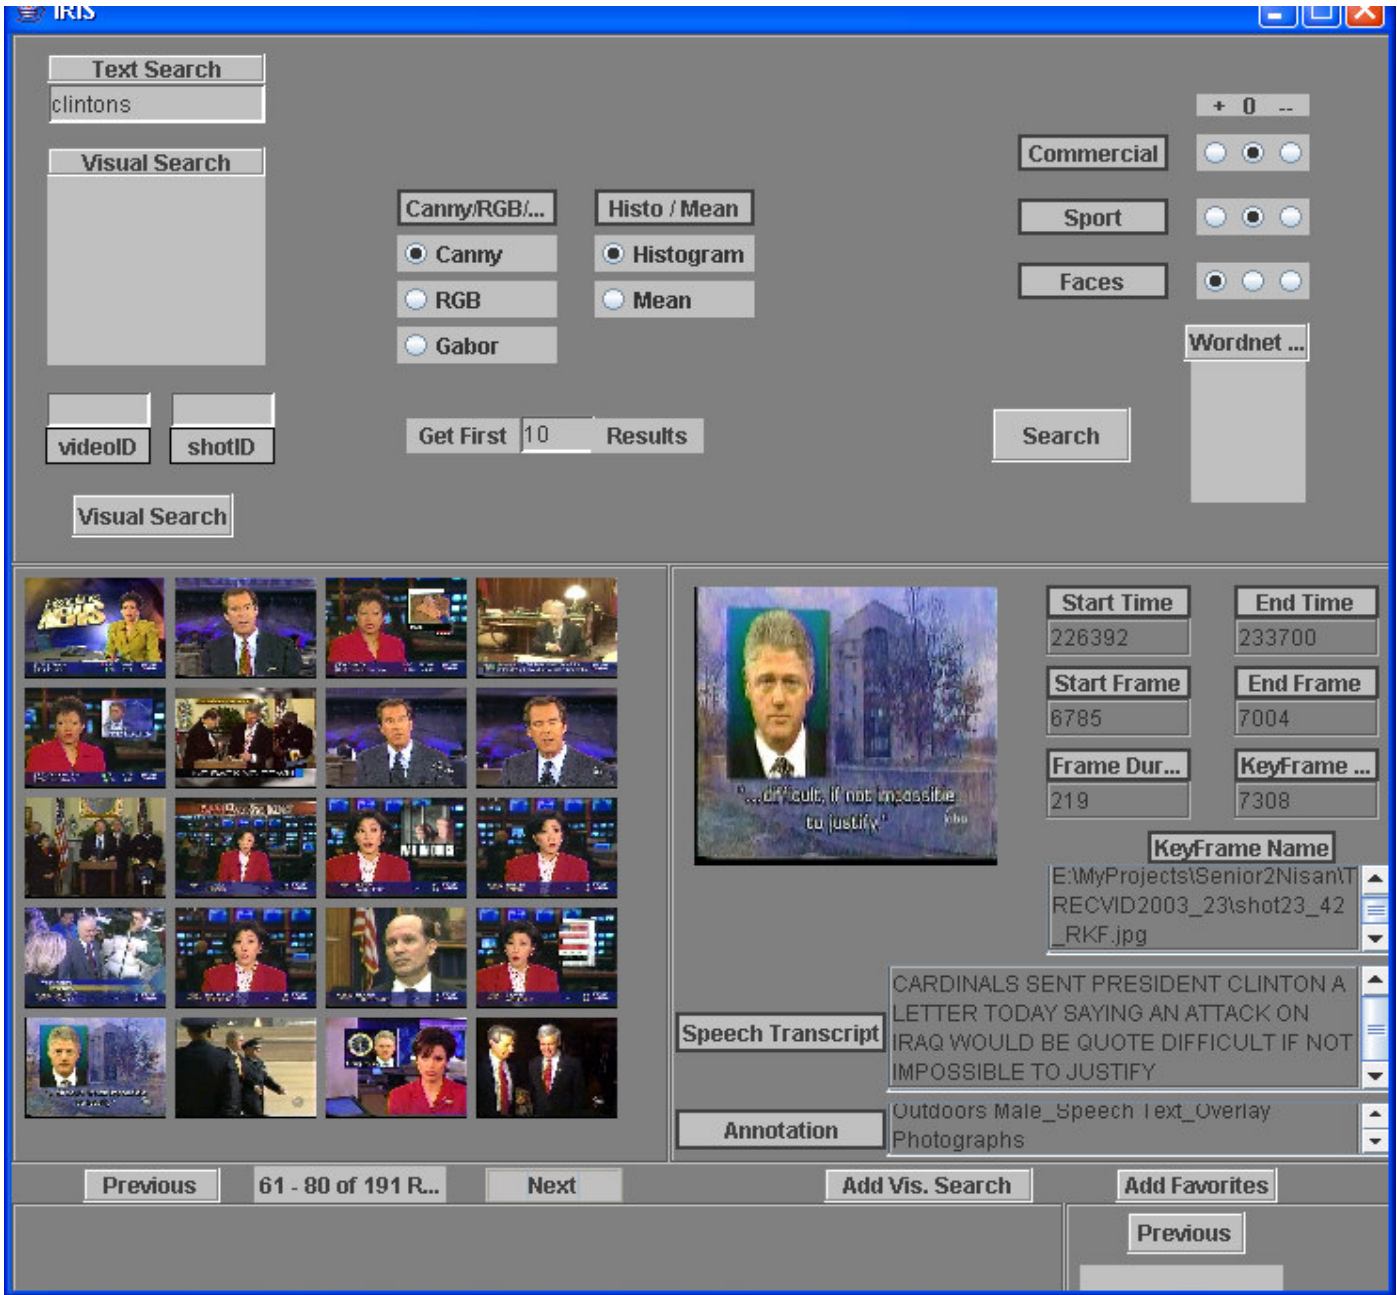 IRIS
Text Search
clintons
+ 0 --
Commercial
Visual Search
Canny/RGB/...
Histo / Mean
Sport
Canny
Histogram
RGB
Mean
Faces
Gabor
Wordnet ...
videoID
shotID
Get First 10 Results
Search
Visual Search
NEWS
Start Time
End Time
226392
233700
Start Frame
End Frame
6785
7004
Frame Dur...
KeyFrame ...
219
7308
"...difficult, if not impossible
to justify."
KeyFrame Name
E:\MyProjects\Senior2Nisan\T
RECVID2003_23\shot23_42
_RKF.jpg
Speech Transcript
CARDINALS SENT PRESIDENT CLINTON A
LETTER TODAY SAYING AN ATTACK ON
IRAQ WOULD BE QUOTE DIFFICULT IF NOT
IMPOSSIBLE TO JUSTIFY
Annotation
Outdoors Male_Speech Text_Overlay
Photographs
Previous
61 - 80 of 191 R...
Next
Add Vis. Search
Add Favorites
Previous